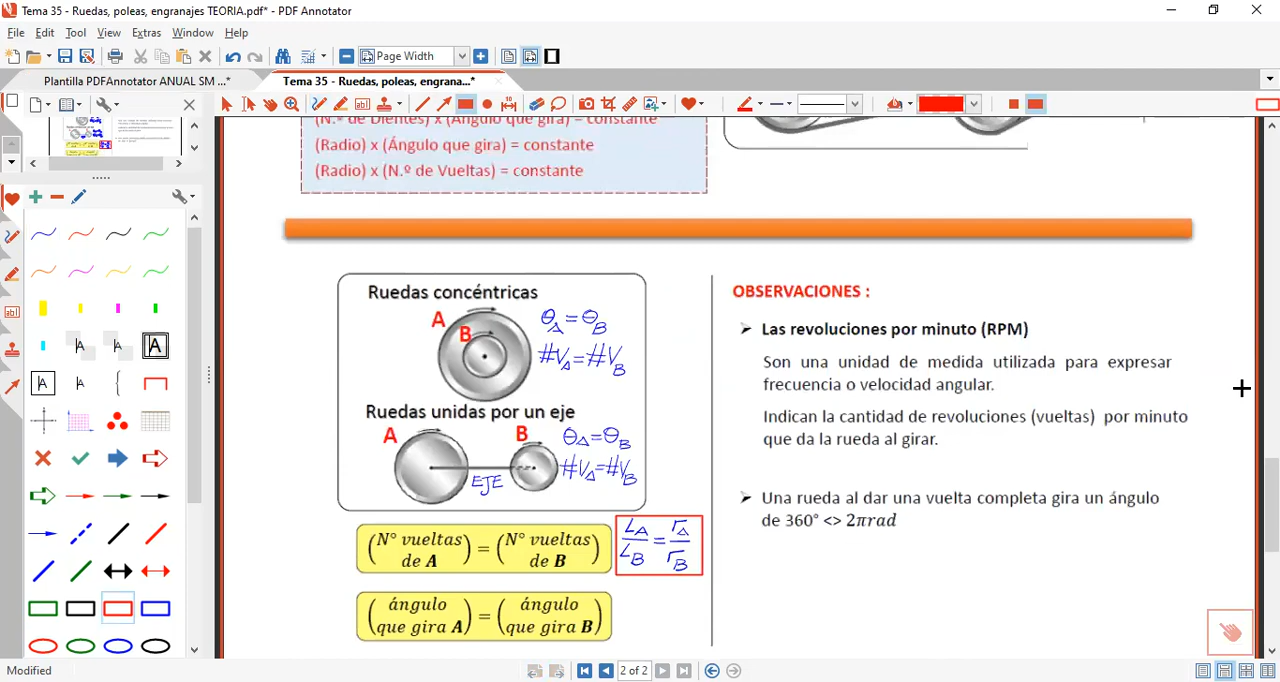 Tema 35 - Ruedas, poleas, engranajes TEORIA.pdf* - PDF Annotator
File Edit Tool View Extras Window Help
Page Width
Plantilla PDFAnnotator ANUAL SM ...*
Tema 35 - Ruedas, poleas, engrana...*
(N.º de Dientes) x (Ángulo que gira) = constante
(Radio) x (Ángulo que gira) = constante
(Radio) x (N.º de Vueltas) = constante
Ruedas concéntricas
A
B
θA = θB
#VA = #VB
Ruedas unidas por un eje
A
B
EJE
θA = θB
#VA = #VB
(N° vueltas de A) = (N° vueltas de B)
LA/LB = rA/rB
(ángulo que gira A) = (ángulo que gira B)
OBSERVACIONES :
Las revoluciones por minuto (RPM)
Son una unidad de medida utilizada para expresar
frecuencia o velocidad angular.
Indican la cantidad de revoluciones (vueltas) por minuto
que da la rueda al girar.
Una rueda al dar una vuelta completa gira un ángulo
de 360° <> 2πrad
Modified
2 of 2